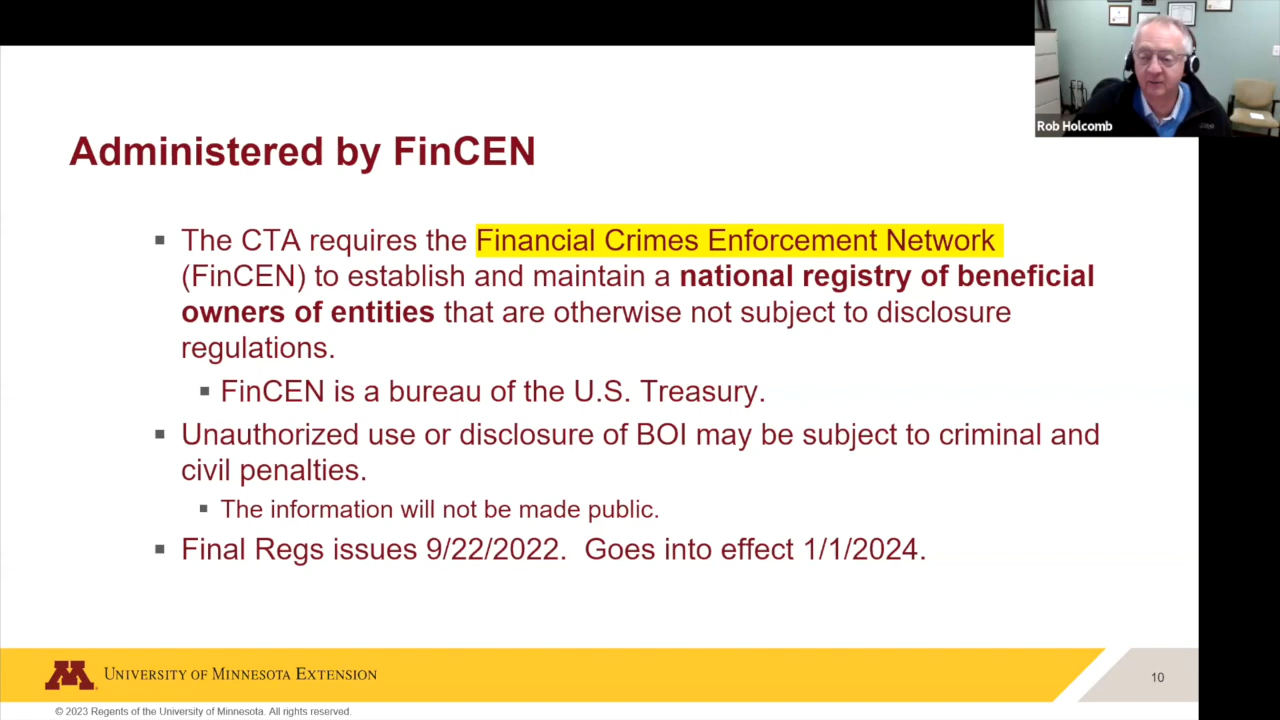 Rob Holcomb
Administered by FinCEN
▪ The CTA requires the Financial Crimes Enforcement Network
(FinCEN) to establish and maintain a national registry of beneficial
owners of entities that are otherwise not subject to disclosure
regulations.
▪ FinCEN is a bureau of the U.S. Treasury.
▪ Unauthorized use or disclosure of BOI may be subject to criminal and
civil penalties.
▪ The information will not be made public.
▪ Final Regs issues 9/22/2022.  Goes into effect 1/1/2024.
M
University of Minnesota Extension
10
© 2023 Regents of the University of Minnesota. All rights reserved.